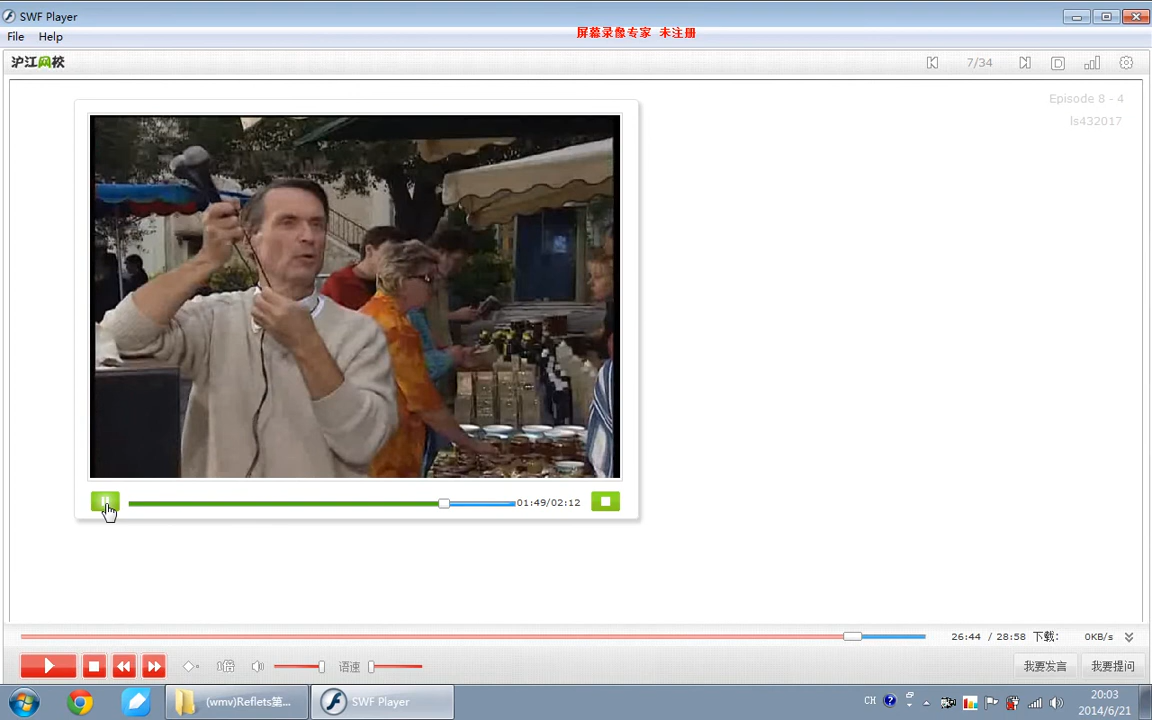 SWF Player
File Help
屏幕录像专家 未注册
沪江网校
7/34
D
Episode 8 - 4
ls432017
01:49/02:12
26:44 / 28:58 下载: 0KB/s
1倍 语速
我要发言 我要提问
(wmv)Reflets第...
SWF Player
CH
20:03
2014/6/21